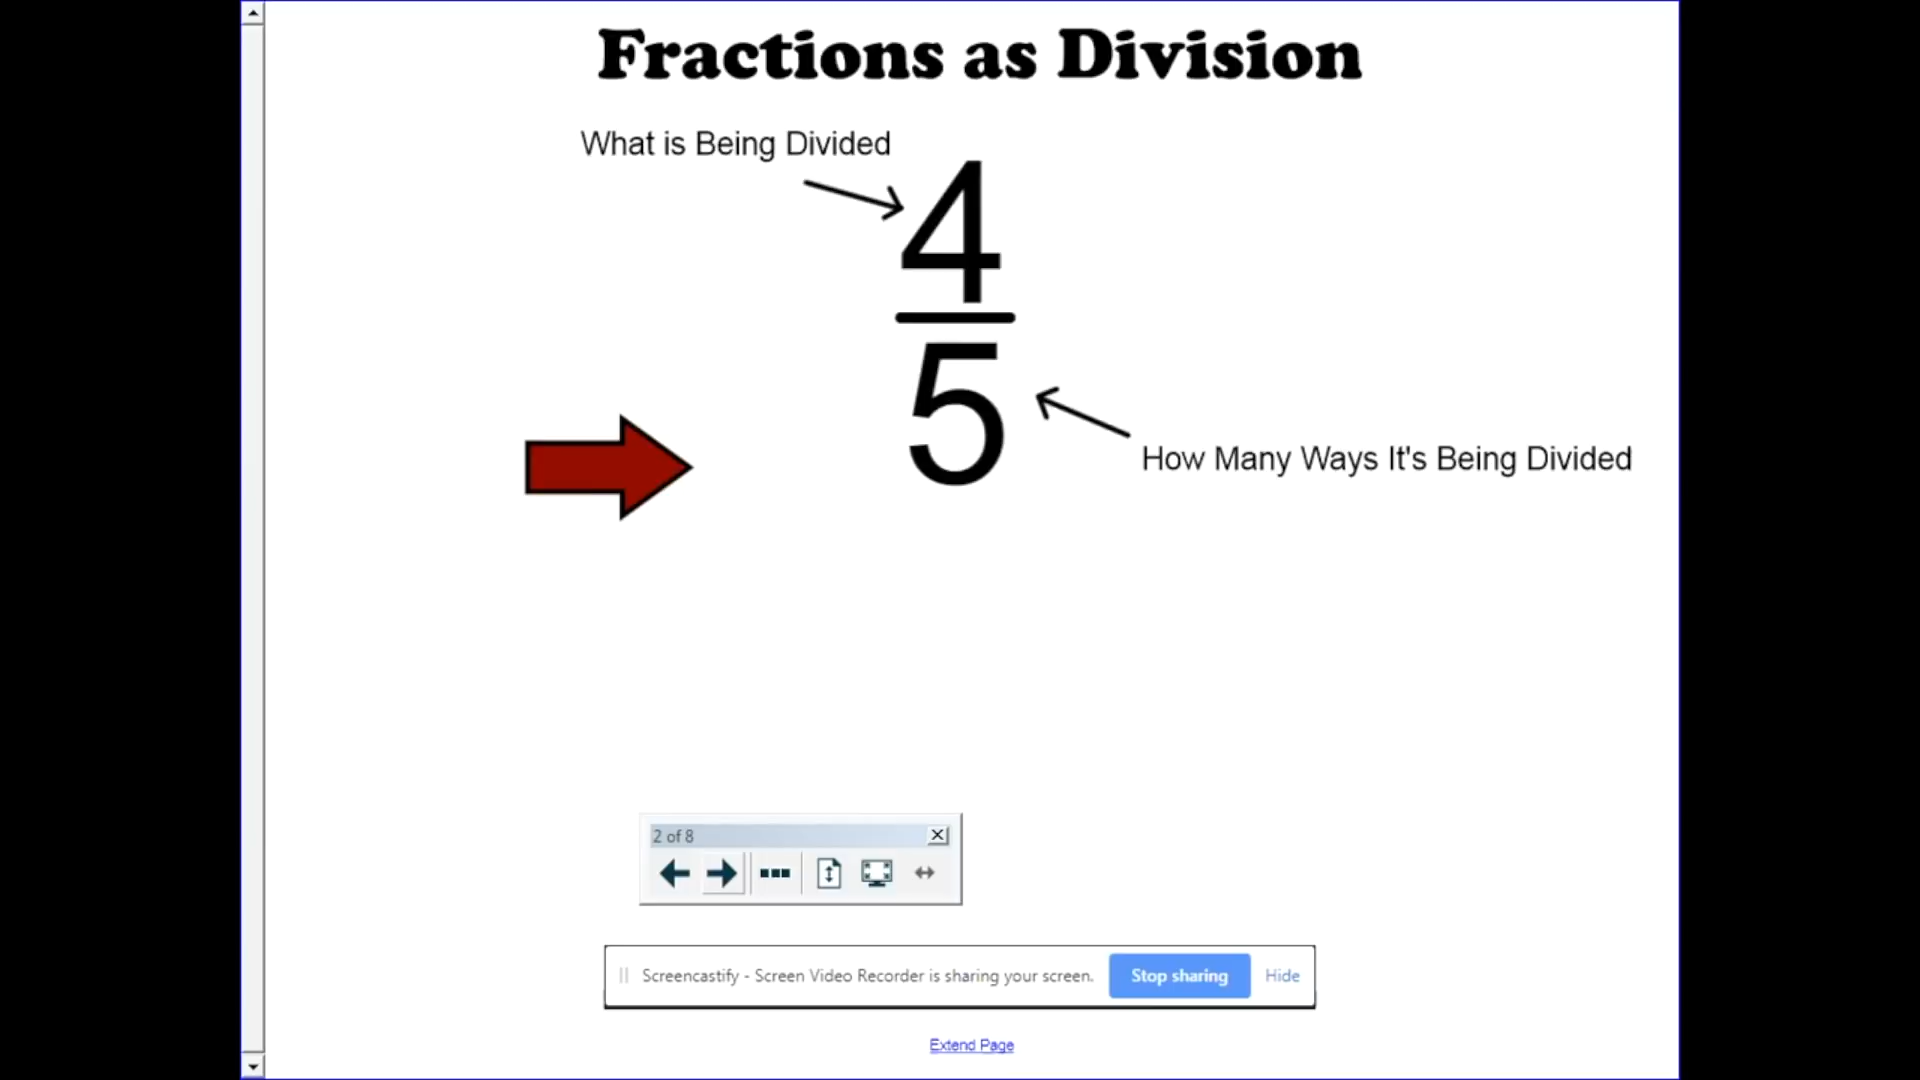 Fractions as Division
What is Being Divided
4
5
How Many Ways It's Being Divided
2 of 8
Screencastify - Screen Video Recorder is sharing your screen.
Stop sharing
Hide
Extend Page